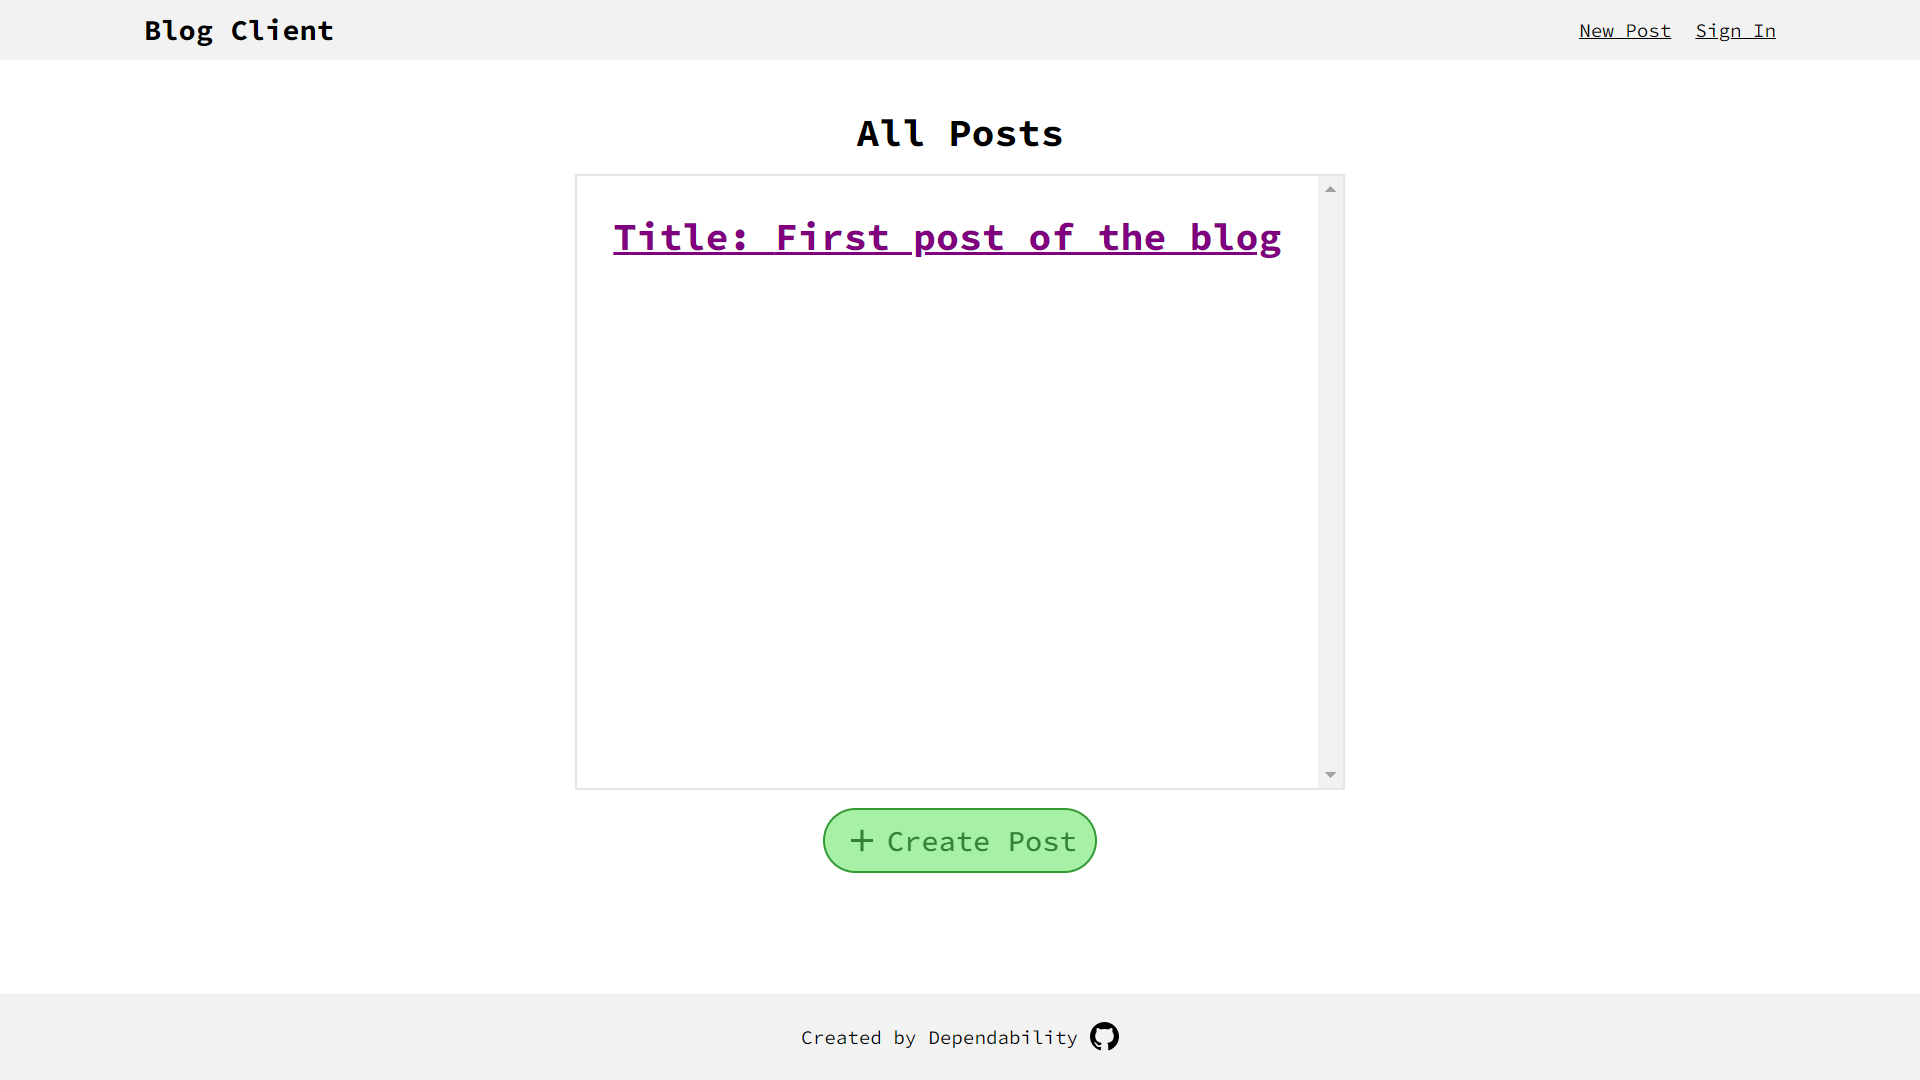 Blog Client
New Post
Sign In
All Posts
Title: First post of the blog
Create Post
Created by Dependability